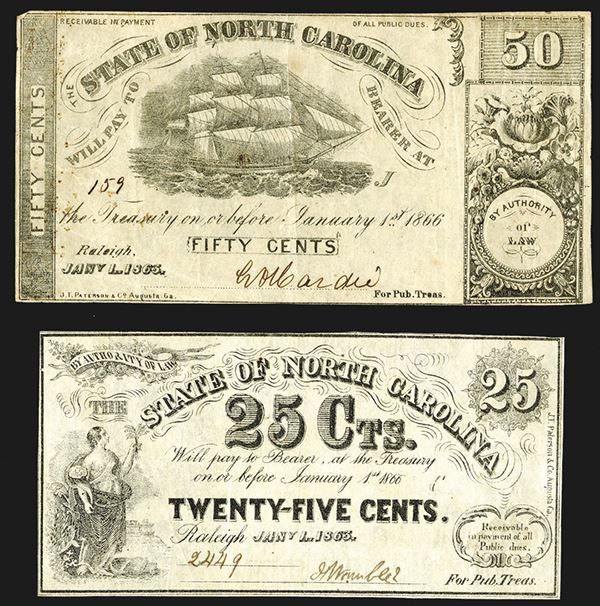 RECEIVABLE IN PAYMENT OF ALL PUBLIC DUES.
THE STATE OF NORTH CAROLINA
50
FIFTY CENTS
WILL PAY TO BEARER AT
159
J
the Treasury on or before January 1st 1866
BY AUTHORITY
OF
LAW
FIFTY CENTS
Raleigh,
JANY 1, 1863.
For Pub. Treas.
J.T. PATERSON & Co Augusta, Ga.
BY AUTHORITY OF LAW
THE STATE OF NORTH CAROLINA
25
25 CTS.
Will pay to Bearer, at the Treasury
on or before January 1st 1866
J.T. Paterson & Co. Augusta, Ga.
TWENTY-FIVE CENTS.
Raleigh JANY 1, 1863.
Receivable
in payment of all
Public dues.
2449
For Pub. Treas.